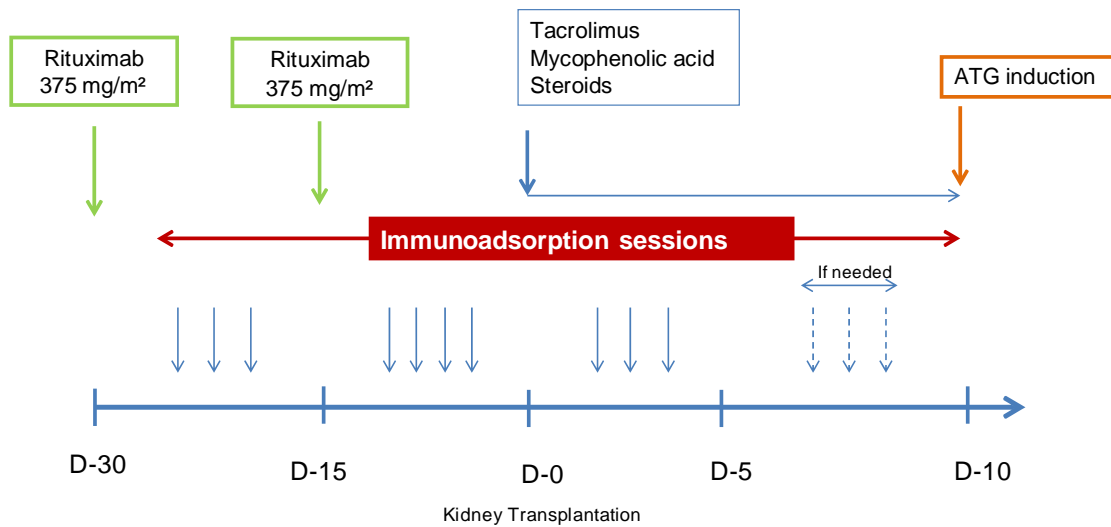 Rituximab
375 mg/m²
Rituximab
375 mg/m²
Tacrolimus
Mycophenolic acid
Steroids
ATG induction
Immunoadsorption sessions
If needed
D-30
D-15
D-0
D-5
D-10
Kidney Transplantation